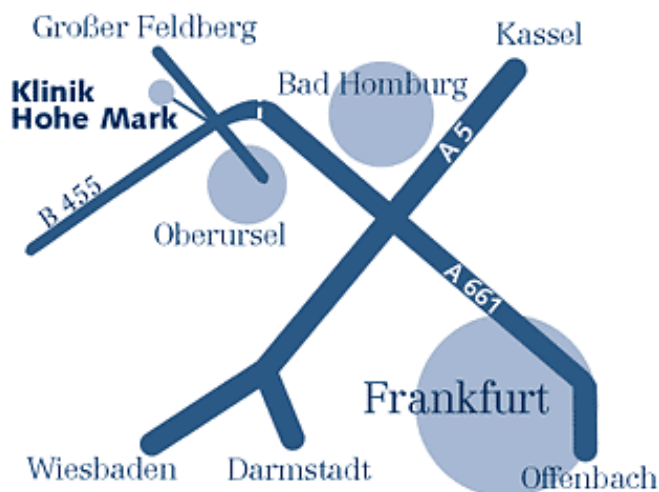 Großer Feldberg
Kassel
Bad Homburg
Klinik
Hohe Mark
A 5
B 455
Oberursel
A 661
Frankfurt
Wiesbaden
Darmstadt
Offenbach